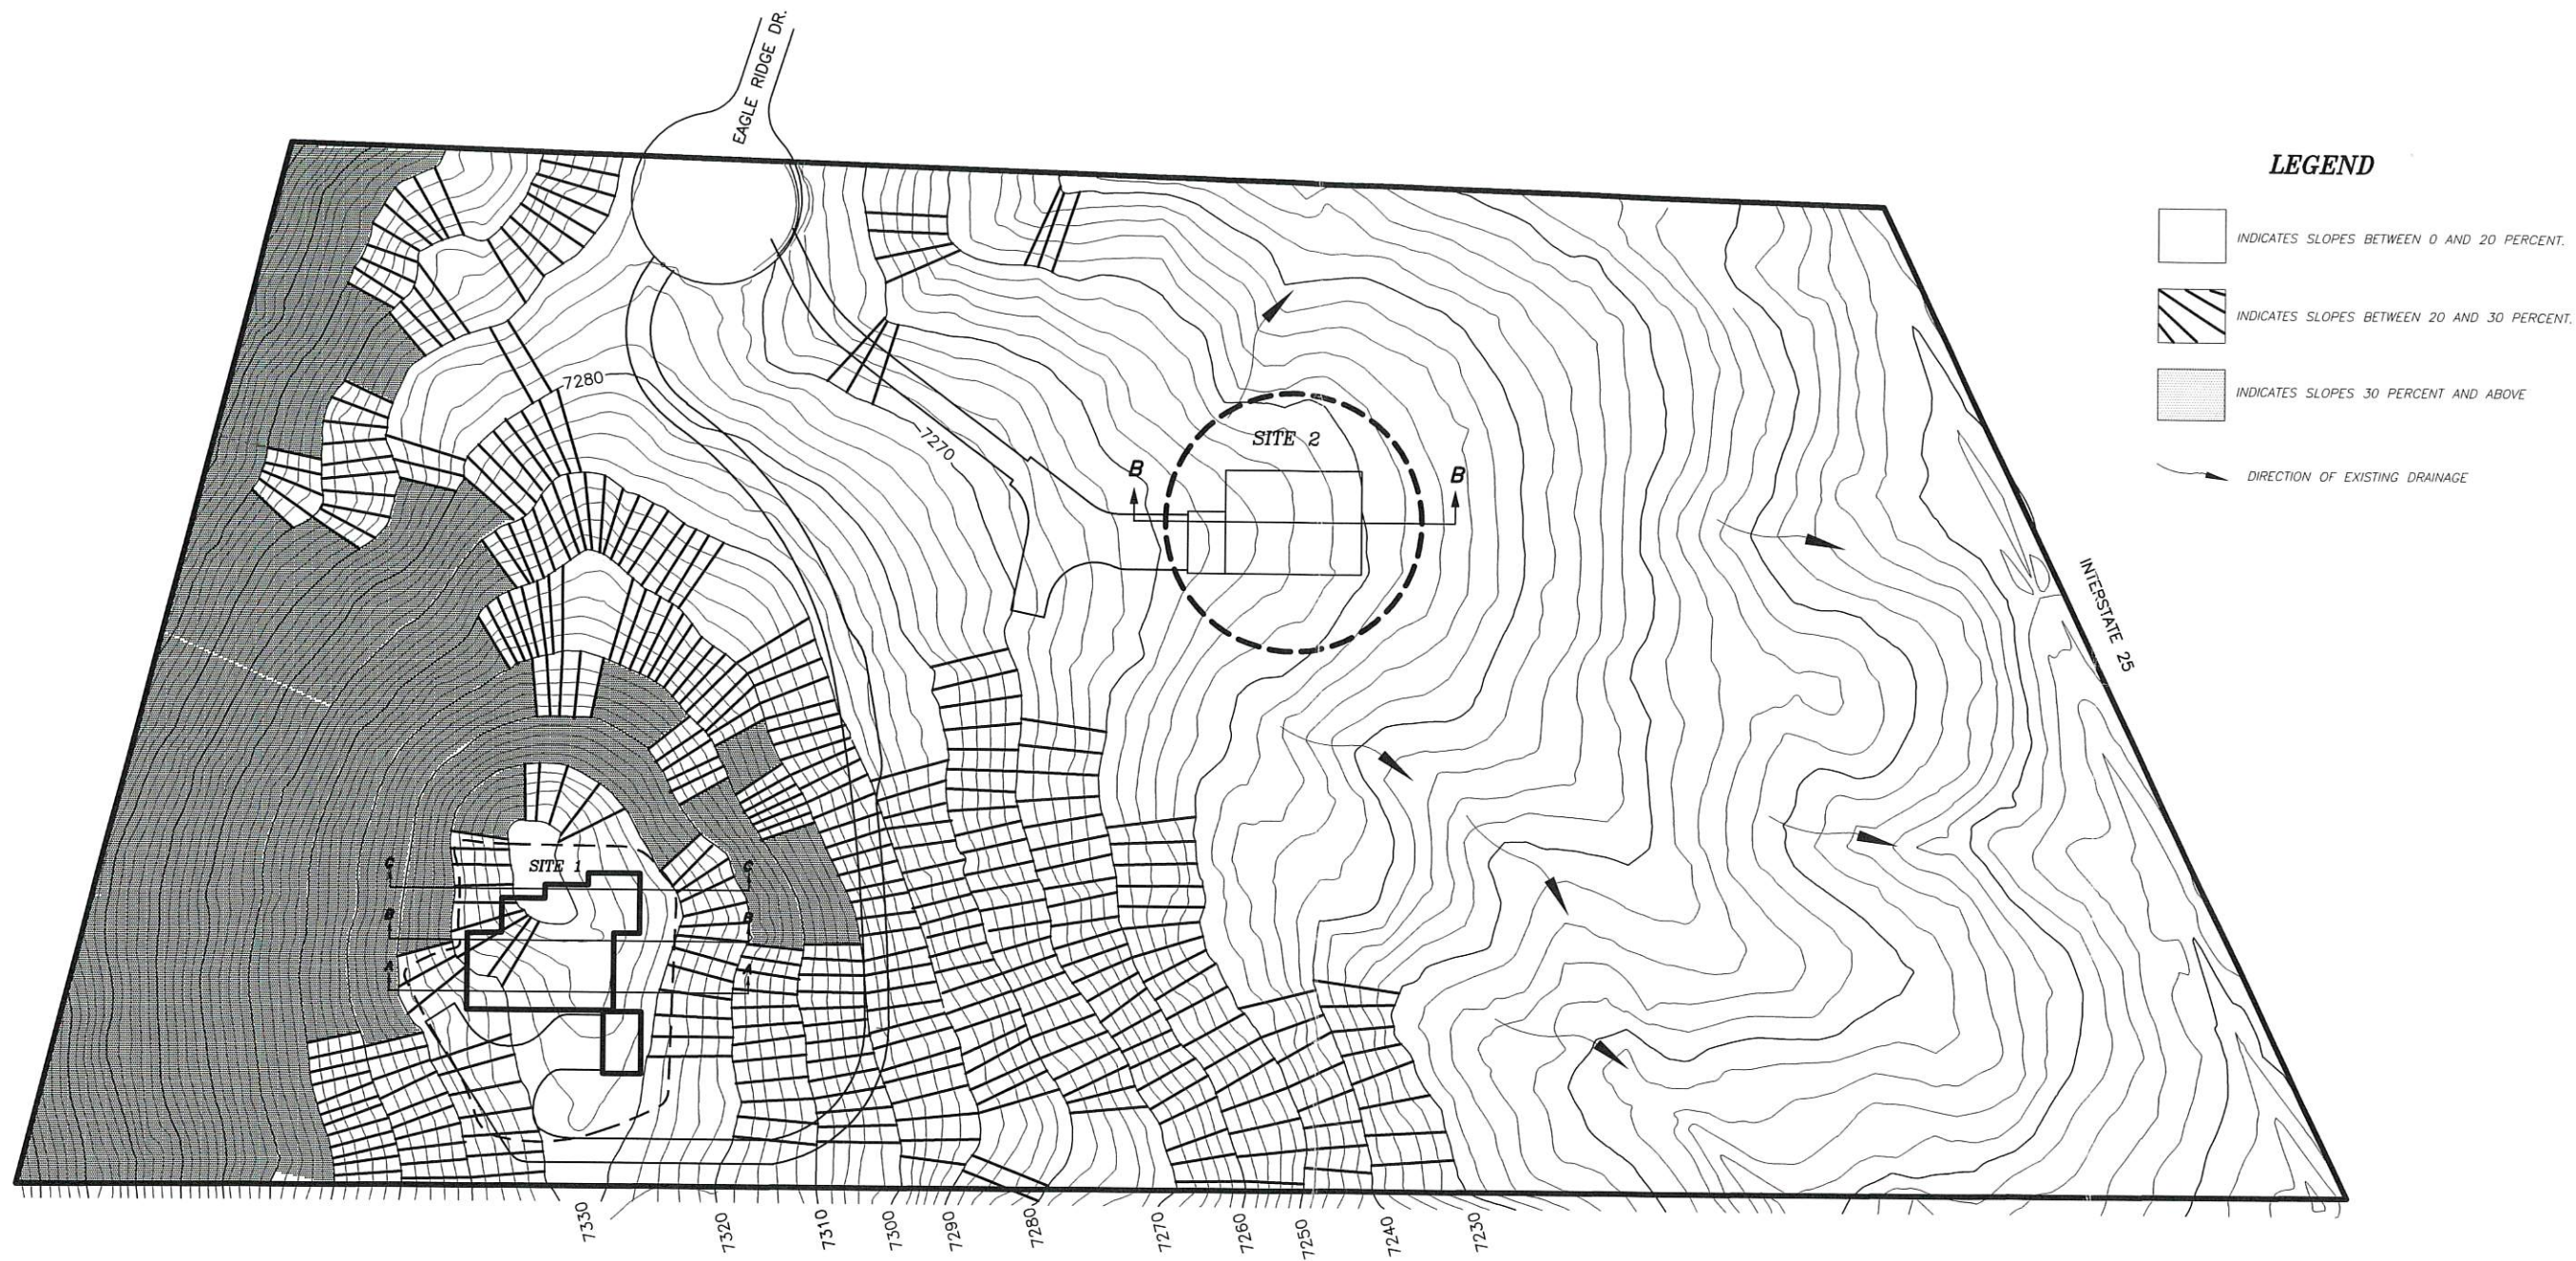 EAGLE RIDGE DR.
LEGEND
INDICATES SLOPES BETWEEN 0 AND 20 PERCENT.
INDICATES SLOPES BETWEEN 20 AND 30 PERCENT.
INDICATES SLOPES 30 PERCENT AND ABOVE
DIRECTION OF EXISTING DRAINAGE
7280
7270
SITE 2
B
B
INTERSTATE 25
SITE 1
C
C
B
B
A
A
7330
7320
7310
7300
7290
7280
7270
7260
7250
7240
7230